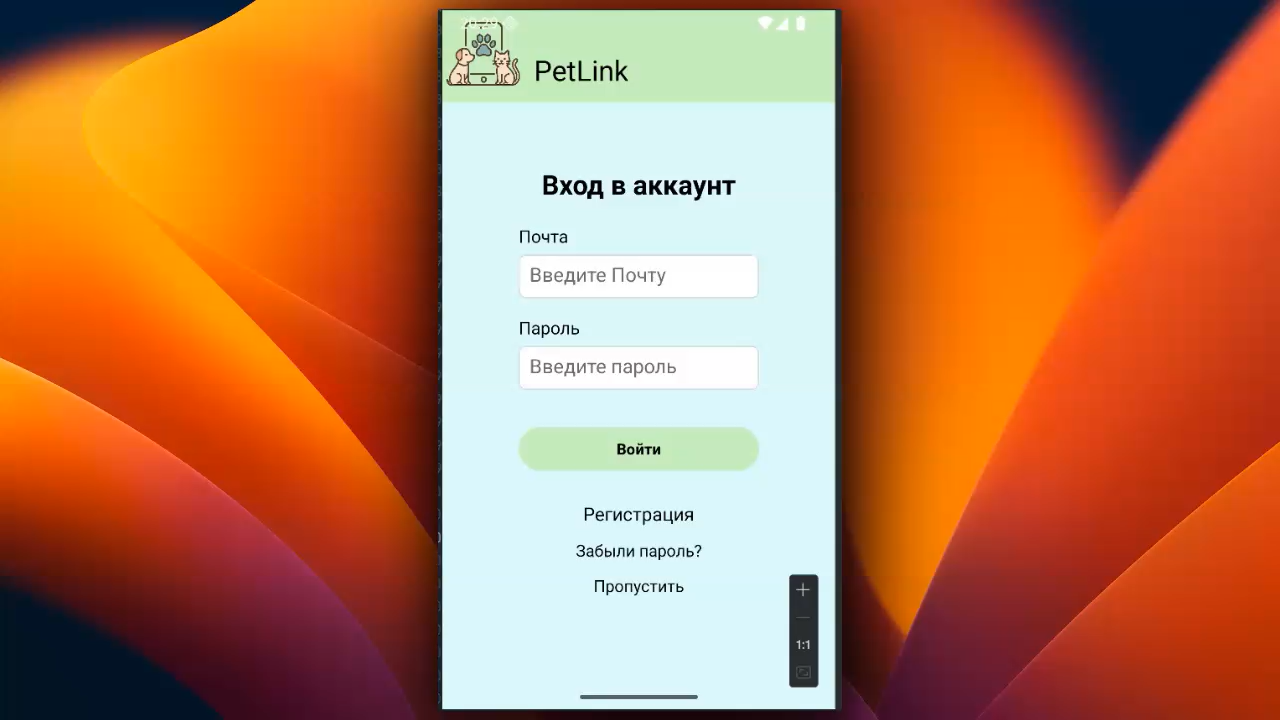 PetLink
Вход в аккаунт
Почта
Введите Почту
Пароль
Введите пароль
Войти
Регистрация
Забыли пароль?
Пропустить
1:1